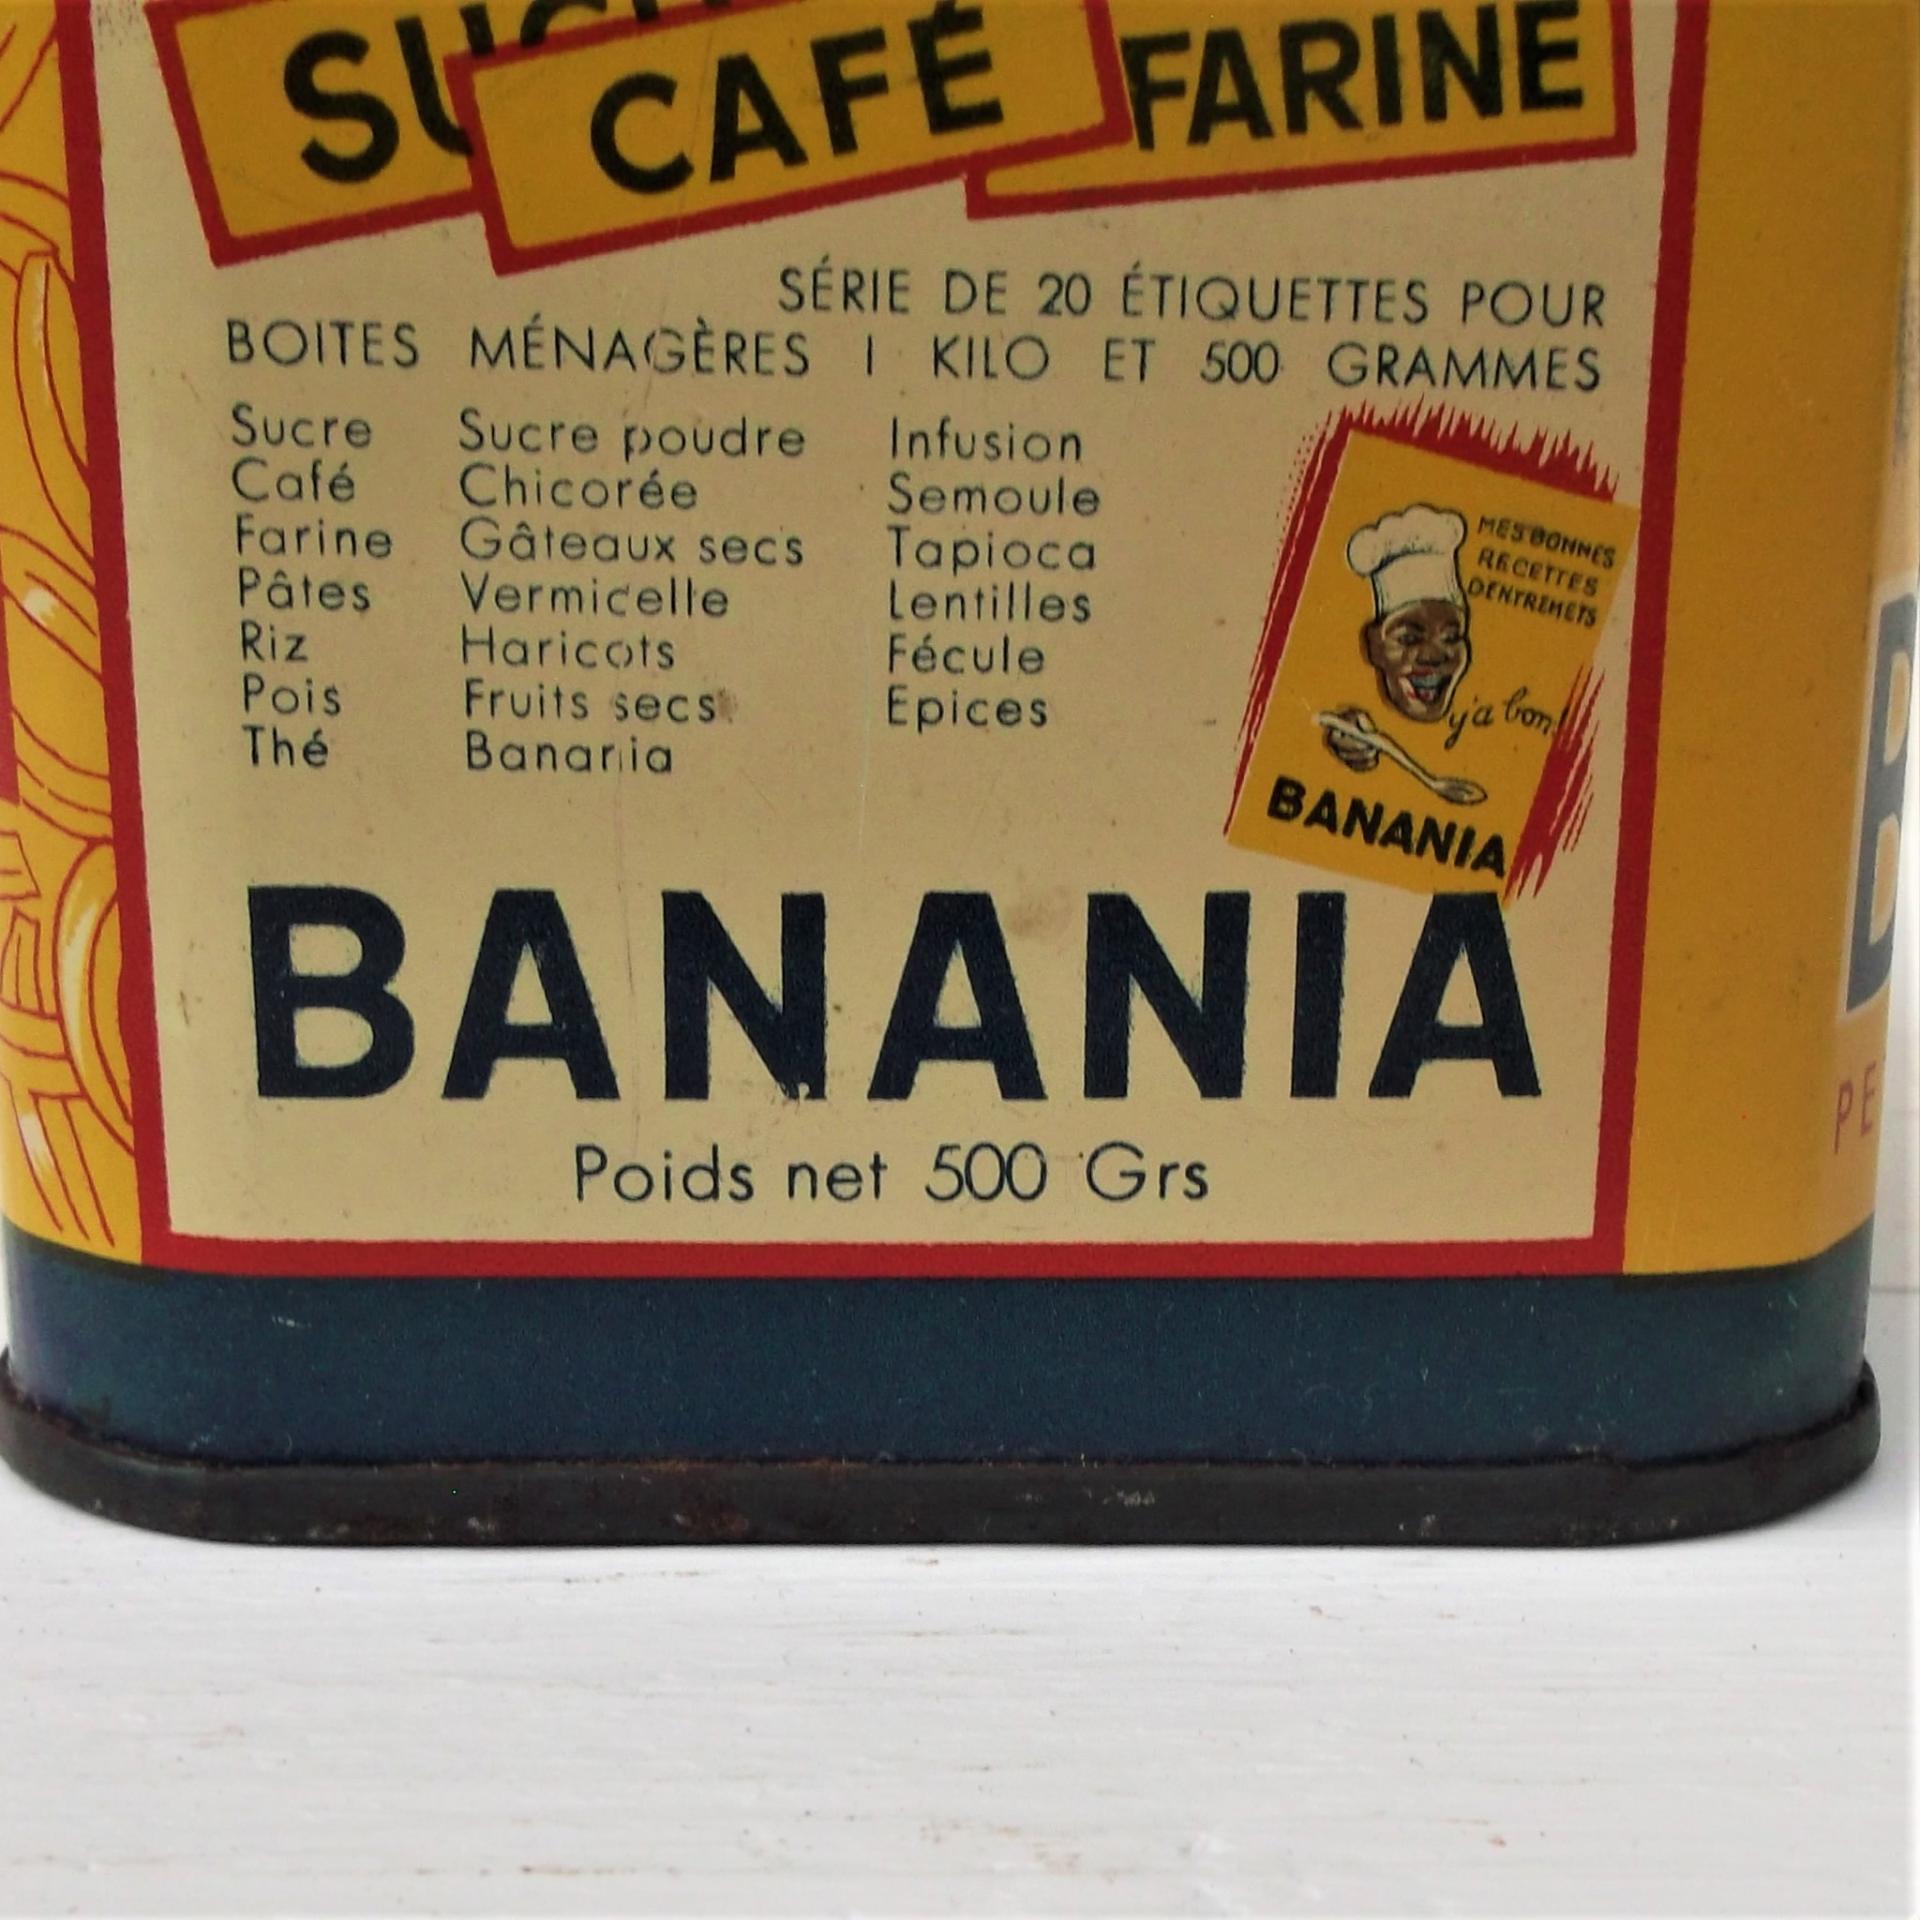 CAFÉ FARINE
SÉRIE DE 20 ÉTIQUETTES POUR
BOITES MÉNAGÈRES 1 KILO ET 500 GRAMMES
Sucre
Café
Farine
Pâtes
Riz
Pois
Thé
Sucre poudre
Chicorée
Gâteaux secs
Vermicelle
Haricots
Fruits secs
Banania
Infusion
Semoule
Tapioca
Lentilles
Fécule
Epices
MES BONNES
RECETTES
D'ENTREMETS
y'a bon!
BANANIA
BANANIA
Poids net 500 Grs